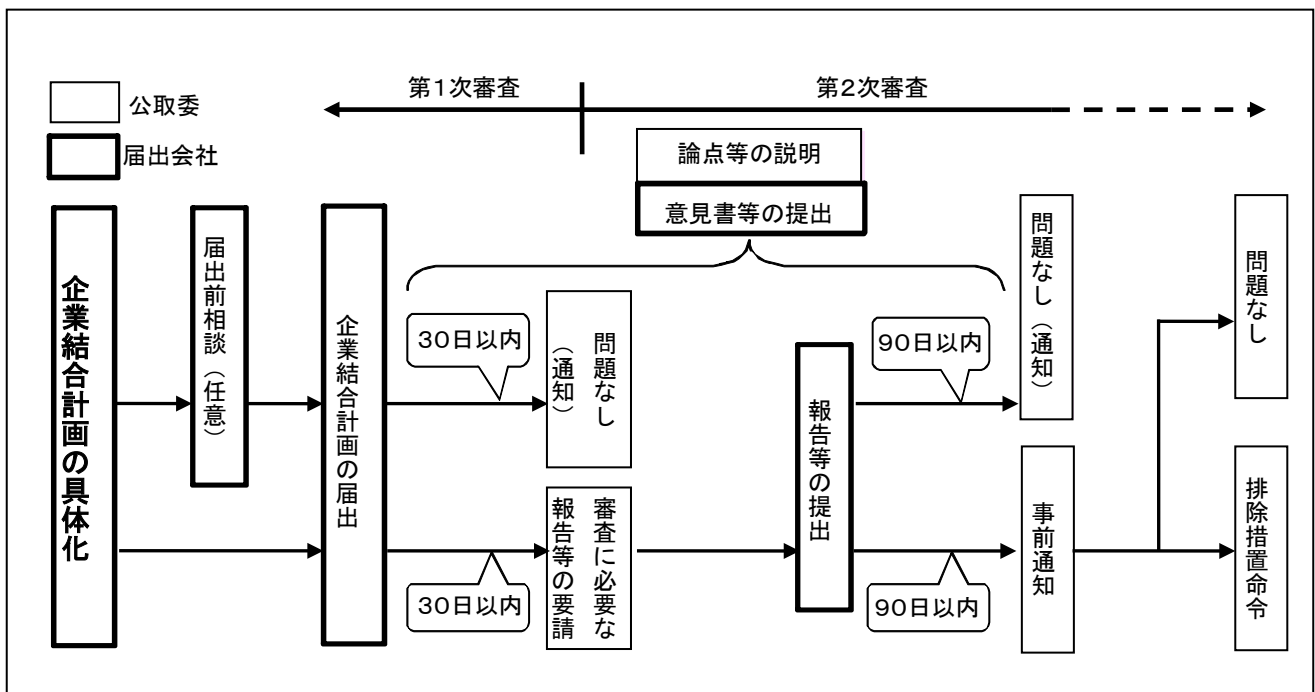 公取委
届出会社
第1次審査
第2次審査
論点等の説明
意見書等の提出
企業結合計画の具体化
届出前相談（任意）
企業結合計画の届出
30日以内
問題なし
（通知）
30日以内
審査に必要な
報告等の要請
報告等の提出
90日以内
問題なし（通知）
90日以内
事前通知
問題なし
排除措置命令